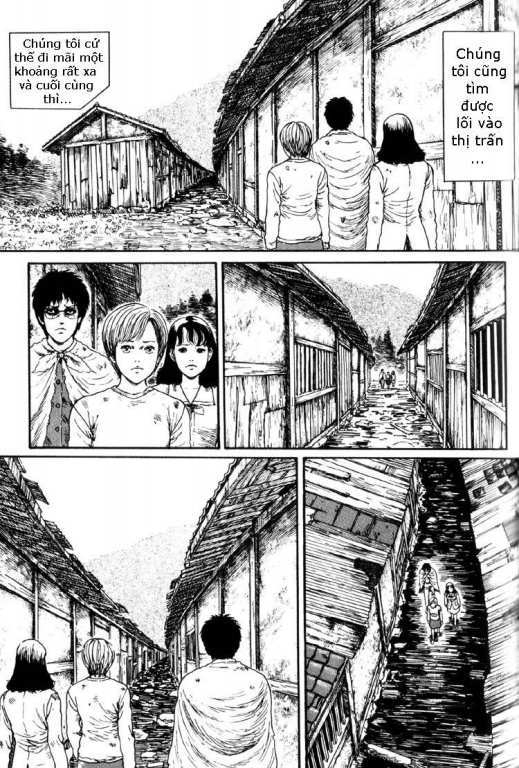 Chúng tôi cứ
thế đi mãi một
khoảng rất xa
và cuối cùng
thì...
Chúng
tôi cũng
tìm
được
lối vào
thị trấn
...